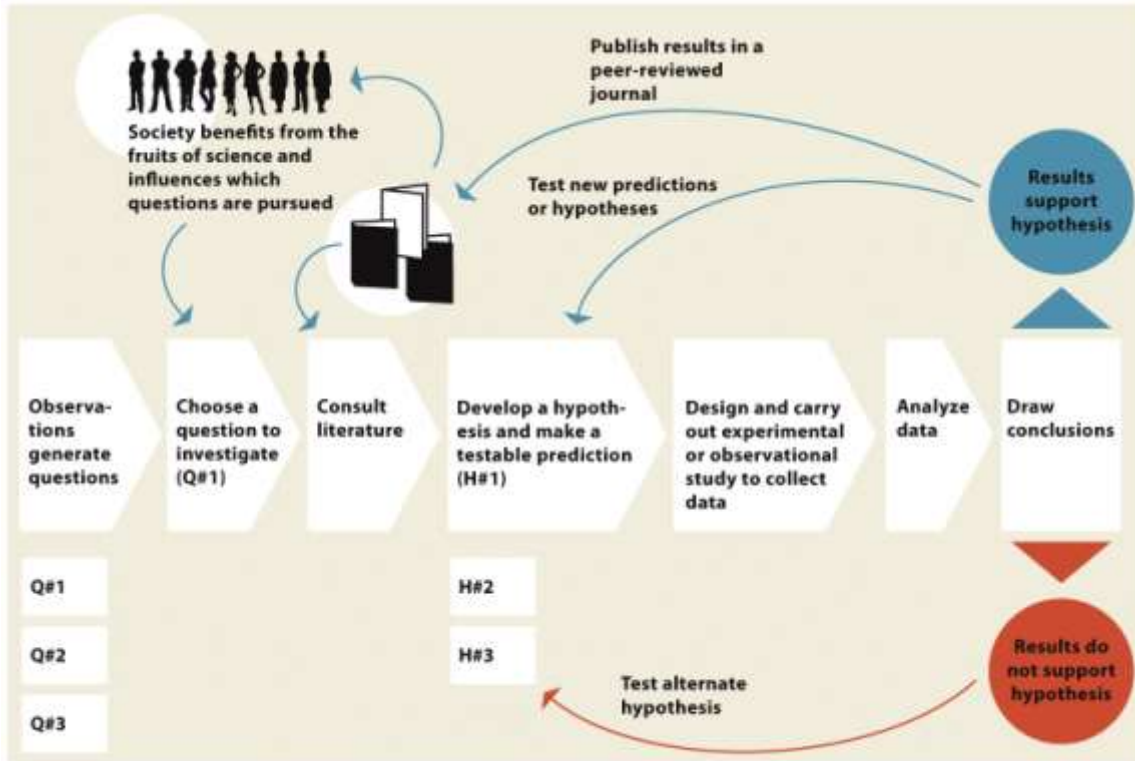 Publish results in a
peer-reviewed
journal
Society benefits from the
fruits of science and
influences which
questions are pursued
Test new predictions
or hypotheses
Results
support
hypothesis
Observa-
tions
generate
questions
Choose a
question to
investigate
(Q#1)
Consult
literature
Develop a hypoth-
esis and make a
testable prediction
(H#1)
Design and carry
out experimental
or observational
study to collect
data
Analyze
data
Draw
conclusions
Q#1
Q#2
Q#3
H#2
H#3
Test alternate
hypothesis
Results do
not support
hypothesis